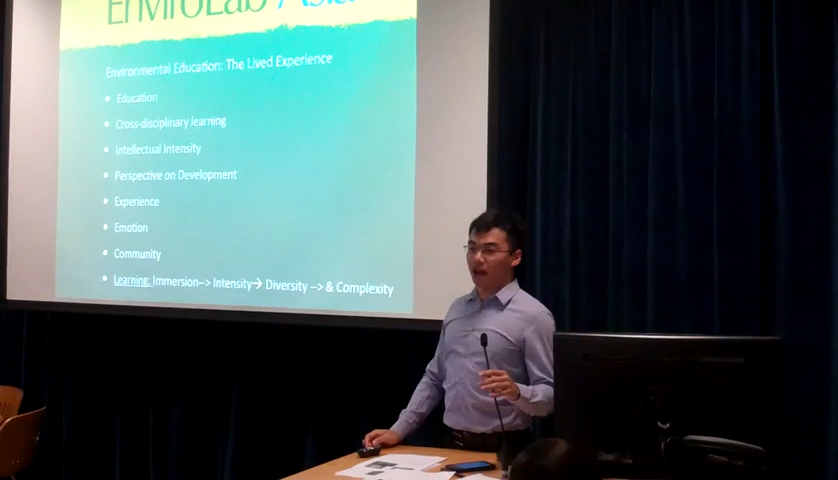 EnviroLab Asia
Environmental Education: The Lived Experience
• Education
• Cross-disciplinary learning
• Intellectual Intensity
• Perspective on Development
• Experience
• Emotion
• Community
• Learning: Immersion--> Intensity→ Diversity --> & Complexity